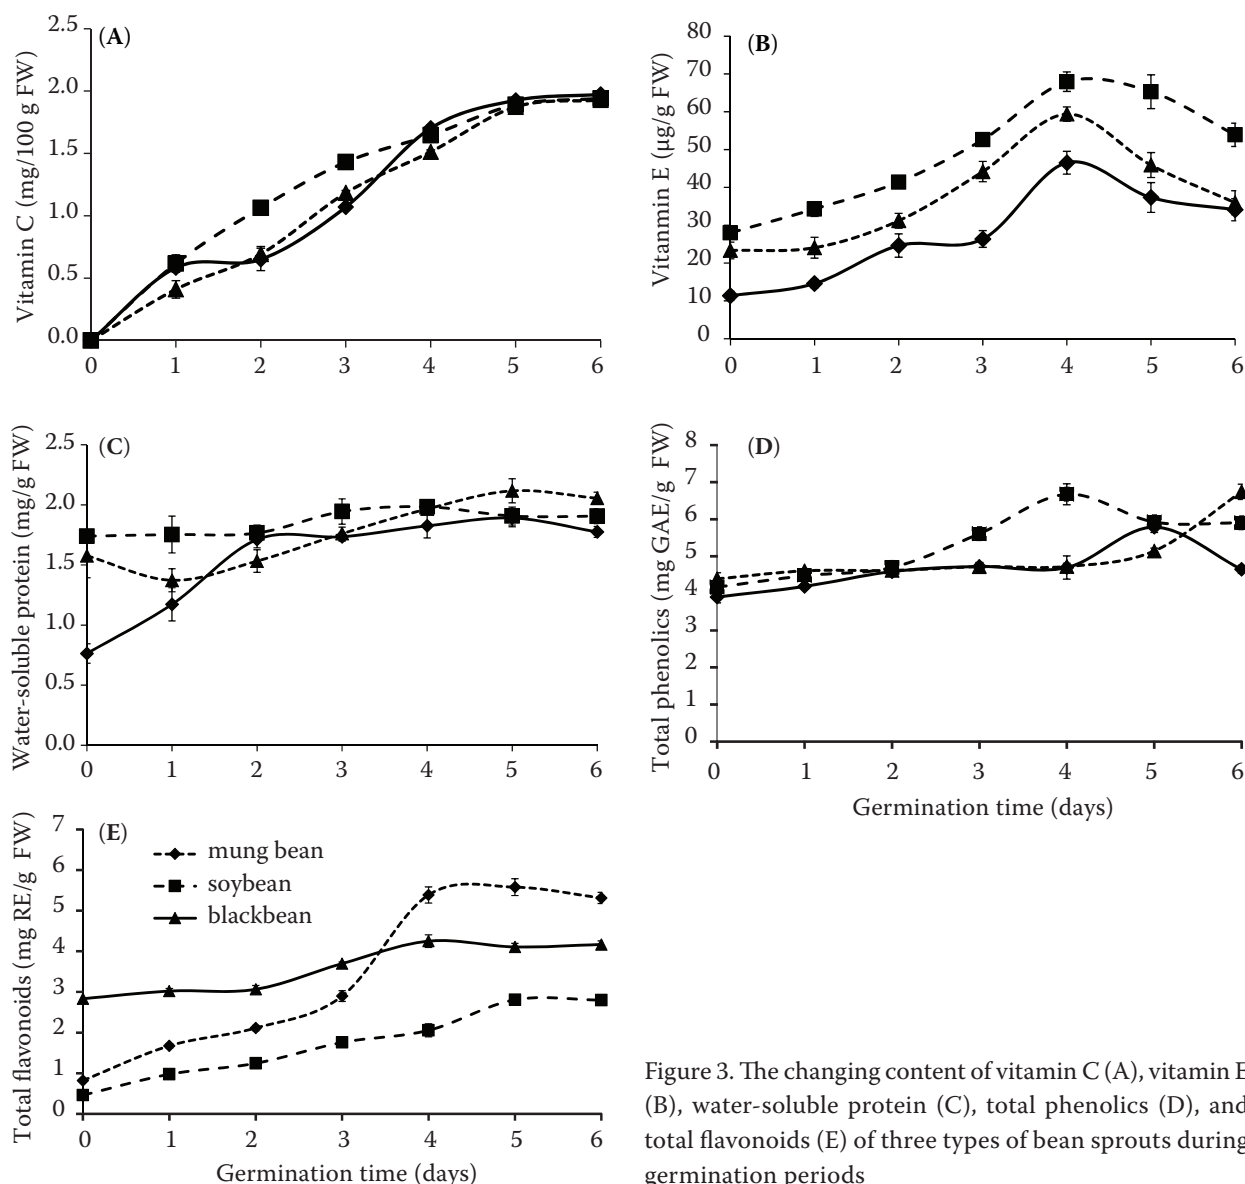 (A)
Vitamin C (mg/100 g FW)
2.5
2.0
1.5
1.0
0.5
0.0
0 1 2 3 4 5 6
(B)
Vitanmin E (µg/g FW)
80
70
60
50
40
30
20
10
0
0 1 2 3 4 5 6
(C)
Water-soluble protein (mg/g FW)
2.5
2.0
1.5
1.0
0.5
0.0
0 1 2 3 4 5 6
(D)
Total phenolics (mg GAE/g FW)
8
7
6
5
4
3
2
1
0
0 1 2 3 4 5 6
Germination time (days)
(E)
Total flavonoids (mg RE/g FW)
7
6
5
4
3
2
1
0
mung bean
soybean
blackbean
0 1 2 3 4 5 6
Germination time (days)
Figure 3. The changing content of vitamin C (A), vitamin E
(B), water-soluble protein (C), total phenolics (D), and
total flavonoids (E) of three types of bean sprouts during
germination periods